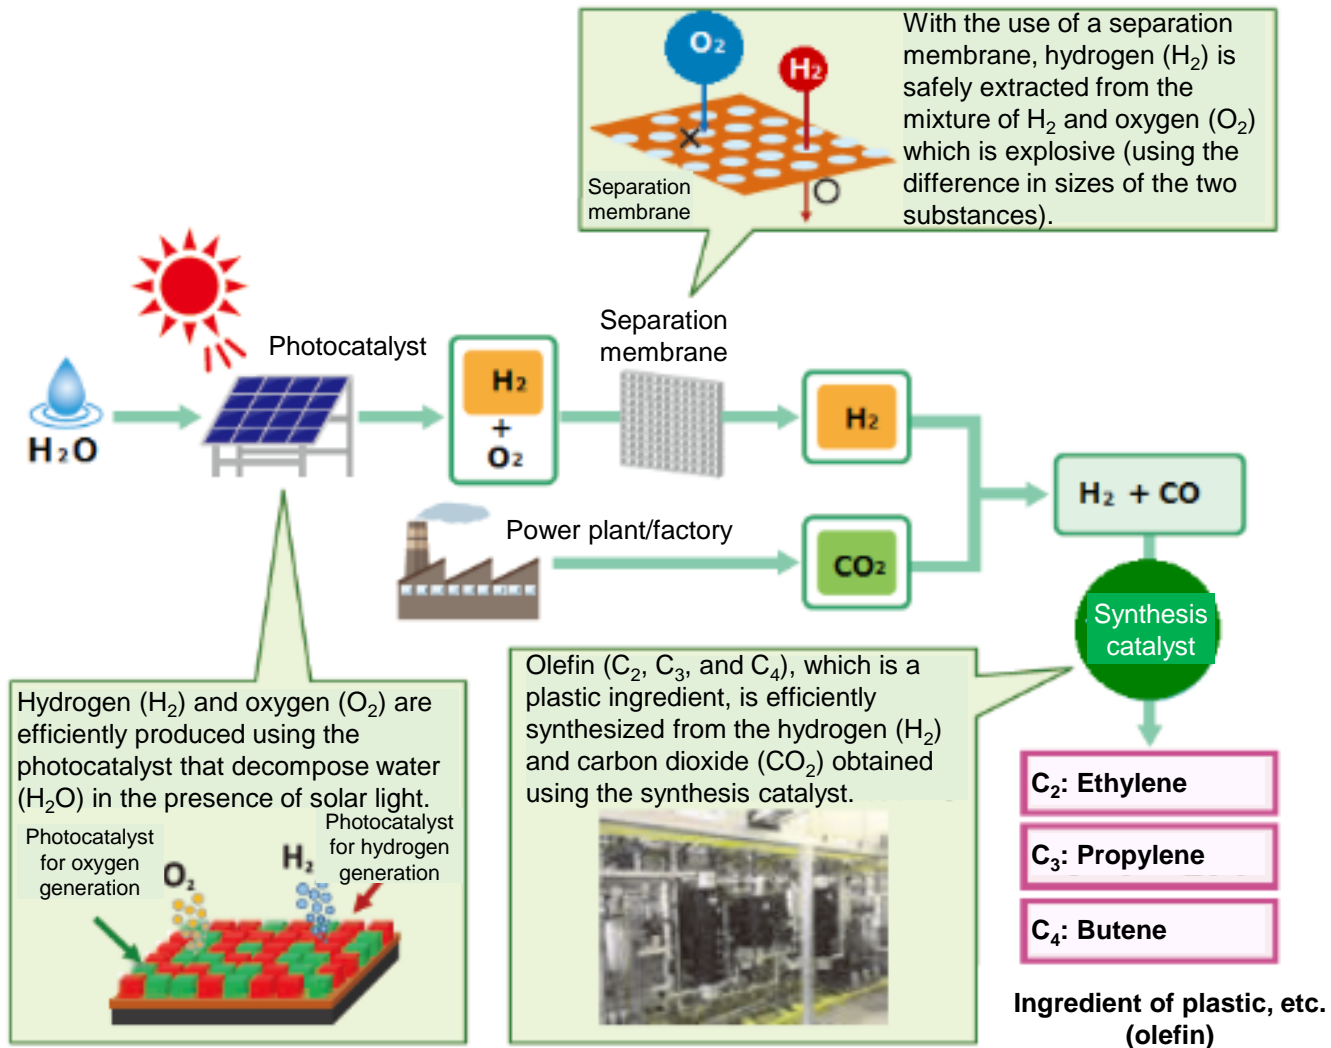 O₂
H₂
With the use of a separation
membrane, hydrogen (H₂) is
safely extracted from the
mixture of H₂ and oxygen (O₂)
which is explosive (using the
difference in sizes of the two
substances).
Separation
membrane
Photocatalyst
Separation
membrane
H₂O
H₂
+
O₂
H₂
H₂ + CO
Power plant/factory
CO₂
Synthesis
catalyst
Hydrogen (H₂) and oxygen (O₂) are
efficiently produced using the
photocatalyst that decompose water
(H₂O) in the presence of solar light.
Photocatalyst
for oxygen
generation
O₂
H₂
Photocatalyst
for hydrogen
generation
Olefin (C₂, C₃, and C₄), which is a
plastic ingredient, is efficiently
synthesized from the hydrogen (H₂)
and carbon dioxide (CO₂) obtained
using the synthesis catalyst.
C₂: Ethylene
C₃: Propylene
C₄: Butene
Ingredient of plastic, etc.
(olefin)